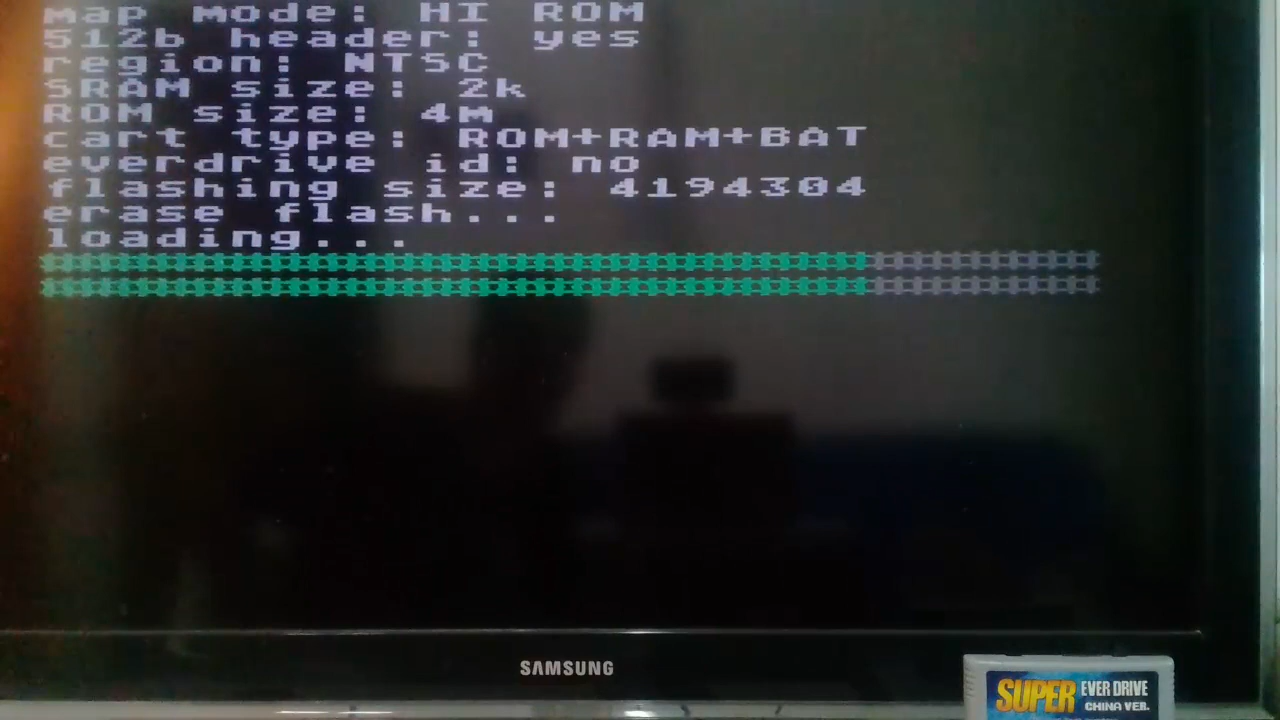 map mode: HI ROM
512b header: yes
region: NTSC
SRAM size: 2k
ROM size: 4m
cart type: ROM+RAM+BAT
everdrive id: no
flashing size: 4194304
erase flash...
loading...
SAMSUNG
SUPER EVER DRIVE
CHINA VER.